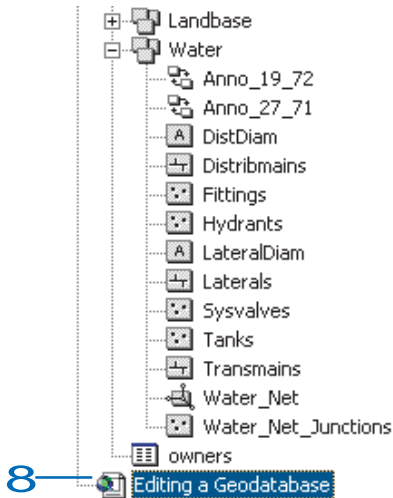 Landbase
Water
Anno_19_72
Anno_27_71
A DistDiam
Distribmains
Fittings
Hydrants
A LateralDiam
Laterals
Sysvalves
Tanks
Transmains
Water_Net
Water_Net_Junctions
owners
8 Editing a Geodatabase